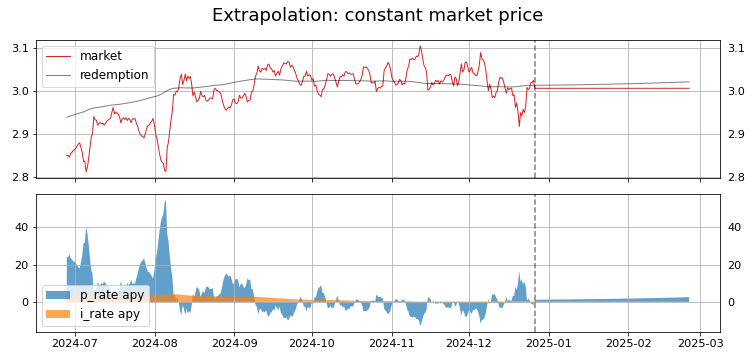 Extrapolation: constant market price
3.1 3.1
market
redemption
3.0 3.0
2.9 2.9
2.8 2.8
40 40
20 20
p_rate apy
0 0
i_rate apy
2024-07 2024-08 2024-09 2024-10 2024-11 2024-12 2025-01 2025-02 2025-03